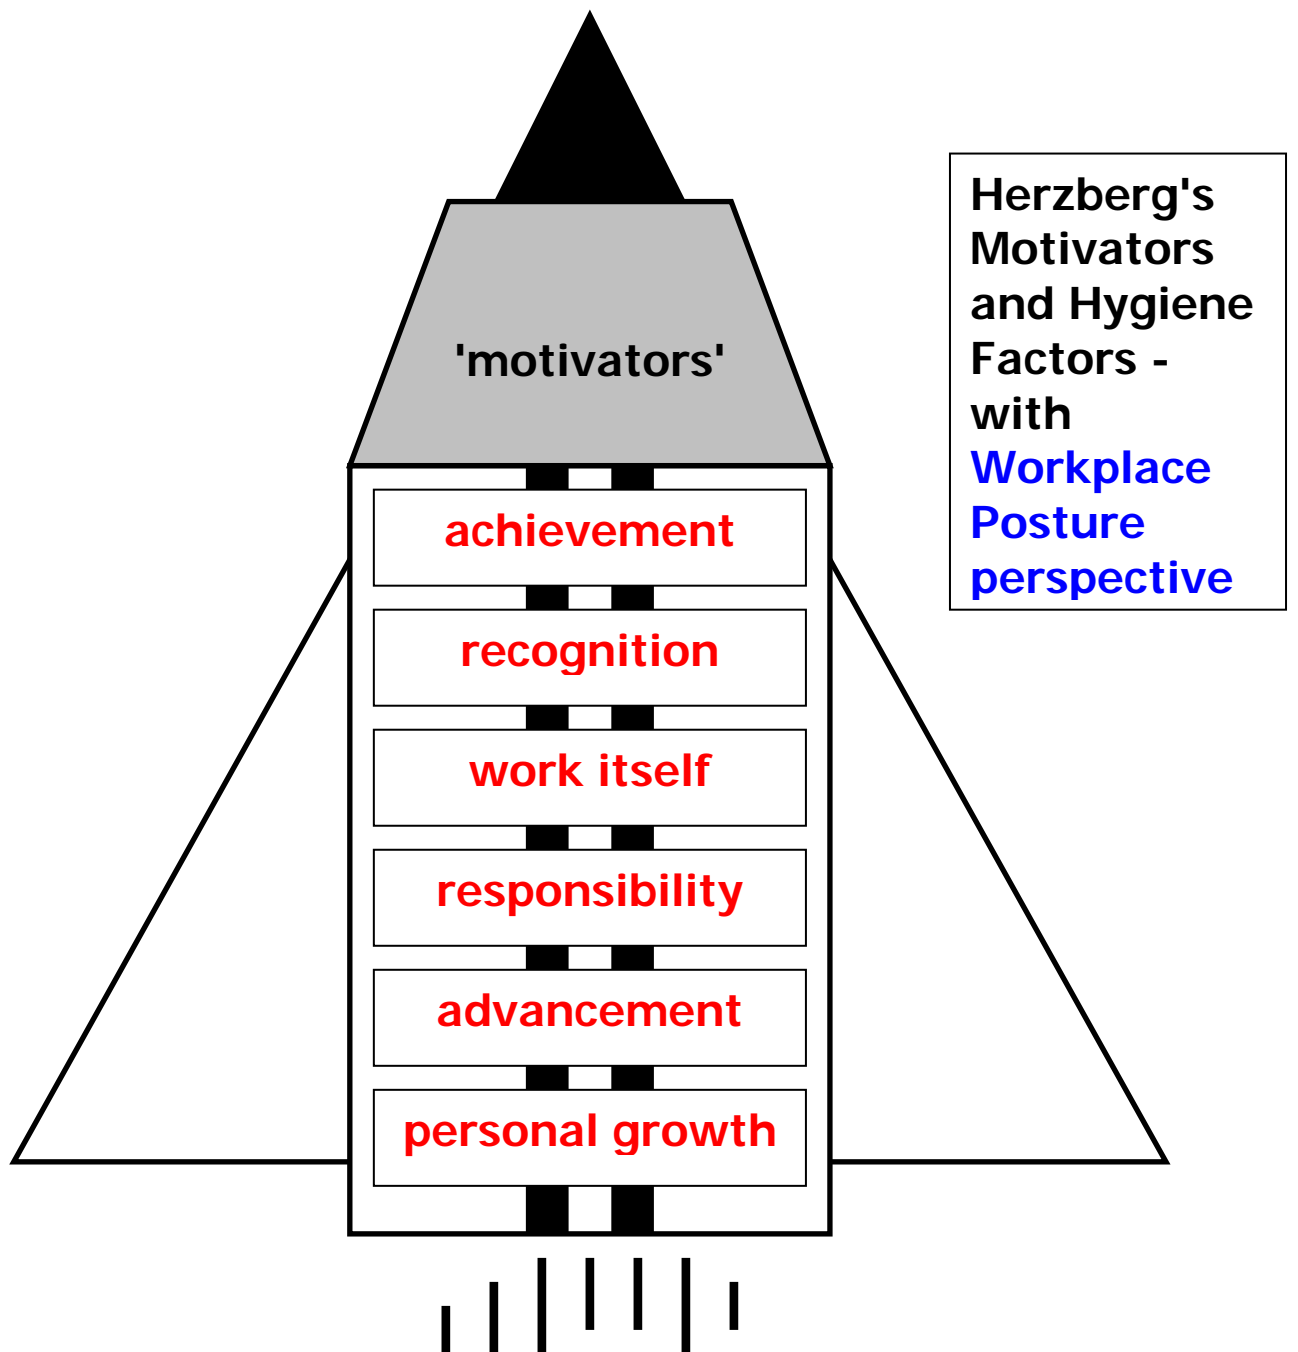 Herzberg's
Motivators
and Hygiene
Factors -
with
Workplace
Posture
perspective
'motivators'
achievement
recognition
work itself
responsibility
advancement
personal growth